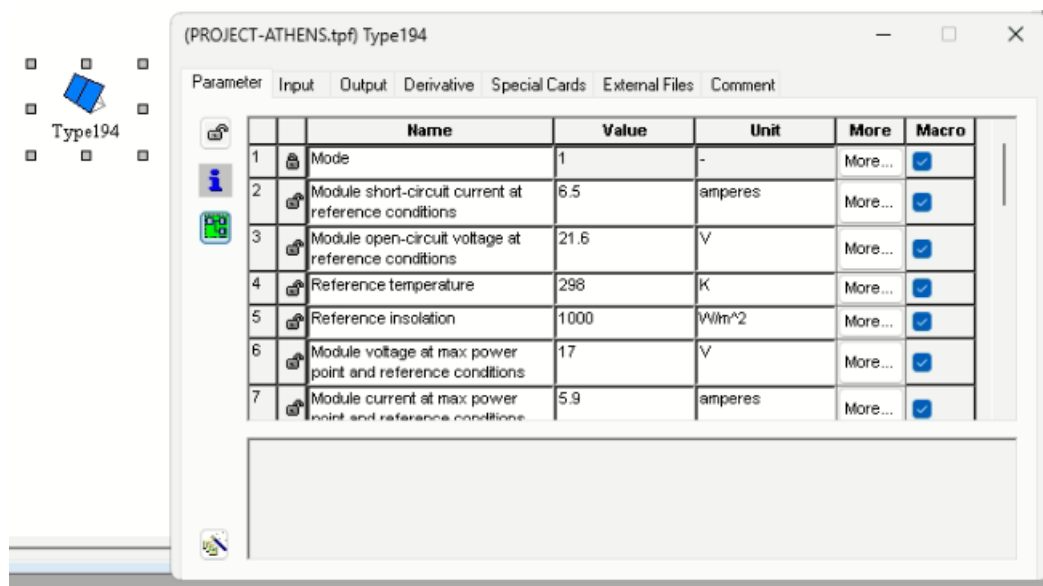 (PROJECT-ATHENS.tpf) Type194
Type194
Parameter Input Output Derivative Special Cards External Files Comment
Name Value Unit More Macro
1 Mode 1 - More...
2 Module short-circuit current at reference conditions 6.5 amperes More...
3 Module open-circuit voltage at reference conditions 21.6 V More...
4 Reference temperature 298 K More...
5 Reference insolation 1000 W/m^2 More...
6 Module voltage at max power point and reference conditions 17 V More...
7 Module current at max power point and reference conditions 5.9 amperes More...